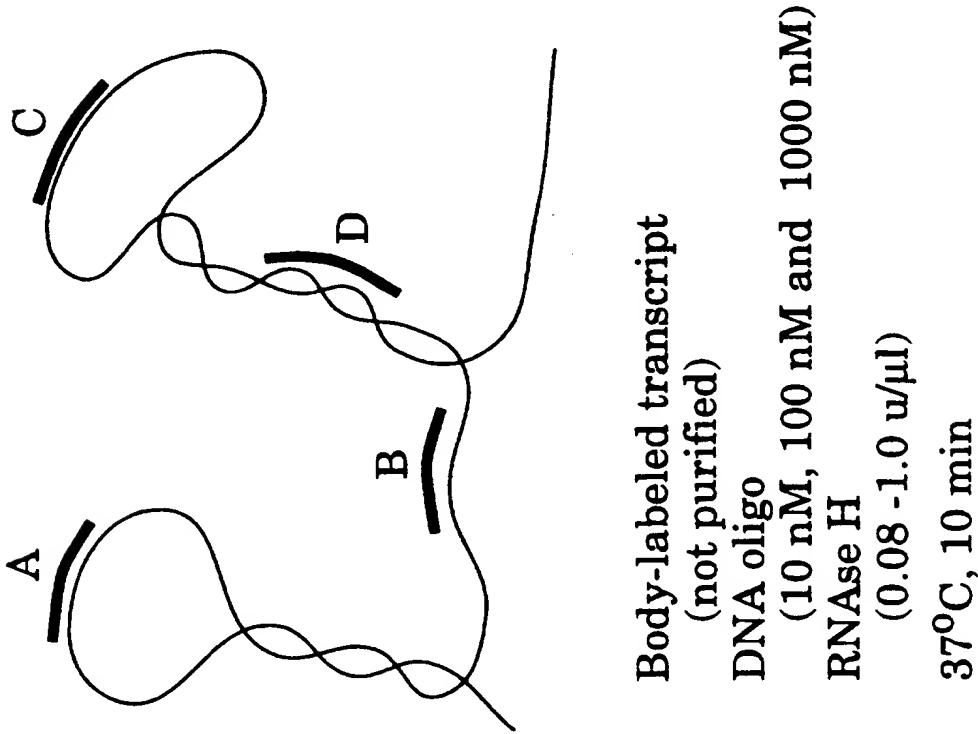 A
B
C
D
Body-labeled transcript
(not purified)
DNA oligo
(10 nM, 100 nM and 1000 nM)
RNAse H
(0.08 -1.0 u/μl)
37ºC, 10 min